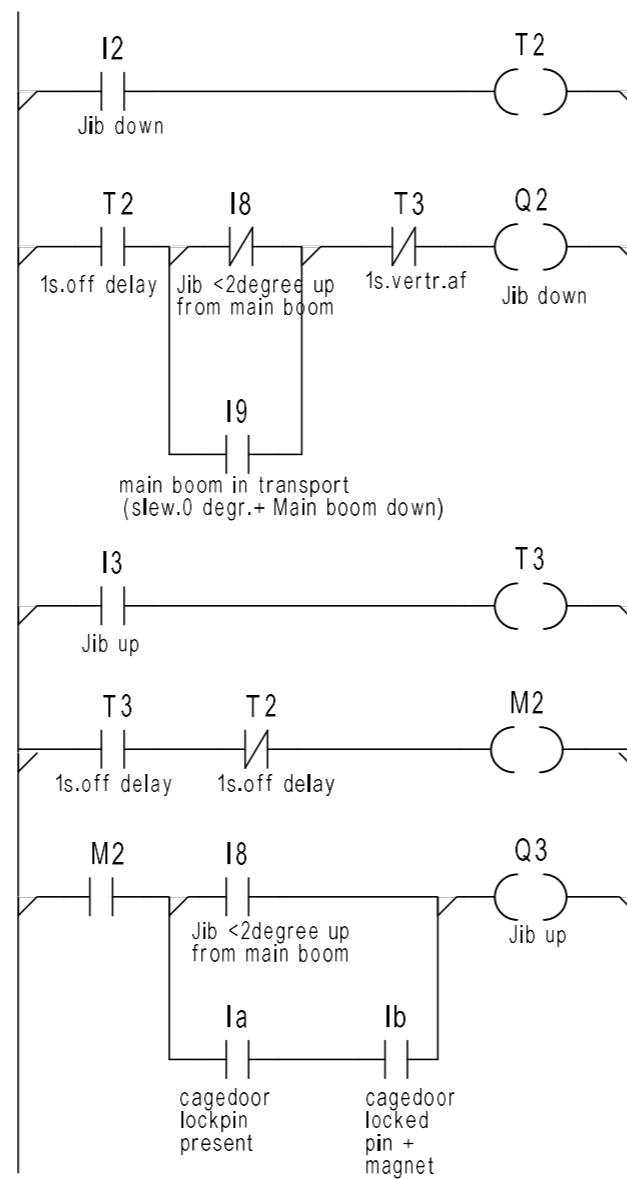 I2 T2
Jib down
T2 I8 T3 Q2
1s.off delay Jib <2degree up 1s.vertr.af Jib down
from main boom
I9
main boom in transport
(slew.0 degr.+ Main boom down)
I3 T3
Jib up
T3 T2 M2
1s.off delay 1s.off delay
M2 I8 Q3
Jib <2degree up Jib up
from main boom
Ia Ib
cagedoor cagedoor
lockpin locked
present pin +
magnet